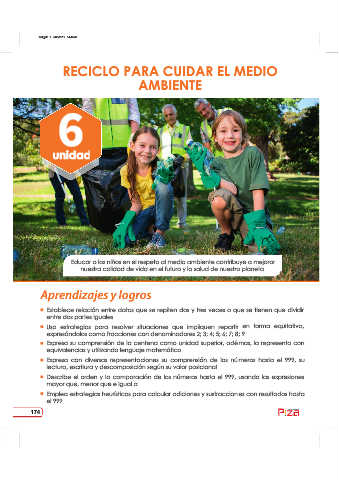 RECICLO PARA CUIDAR EL MEDIO
AMBIENTE
6
unidad
Educar a los niños en el respeto al medio ambiente contribuye a mejorar
nuestra calidad de vida en el futuro y la salud de nuestro planeta
Aprendizajes y logros
Establece relación entre datos que se repiten dos y tres veces o que se tienen que dividir
entre dos partes iguales
Usa estrategias para resolver situaciones que impliquen repartir en forma equitativa,
expresándolos como fracciones con denominadores 2; 3; 4; 5; 6; 7; 8; 9
Expresa su comprensión de la centena como unidad superior, además, la representa con
equivalencias y utilizando lenguaje matemático
Expresa con diversas representaciones su comprensión de los números hasta el 999, su
lectura, escritura y descomposición según su valor posicional
Describe el orden y la comparación de los números hasta el 999, usando las expresiones
mayor que, menor que e igual a
Emplea estrategias heurísticas para calcular adiciones y sustracciones con resultados hasta
el 999
174